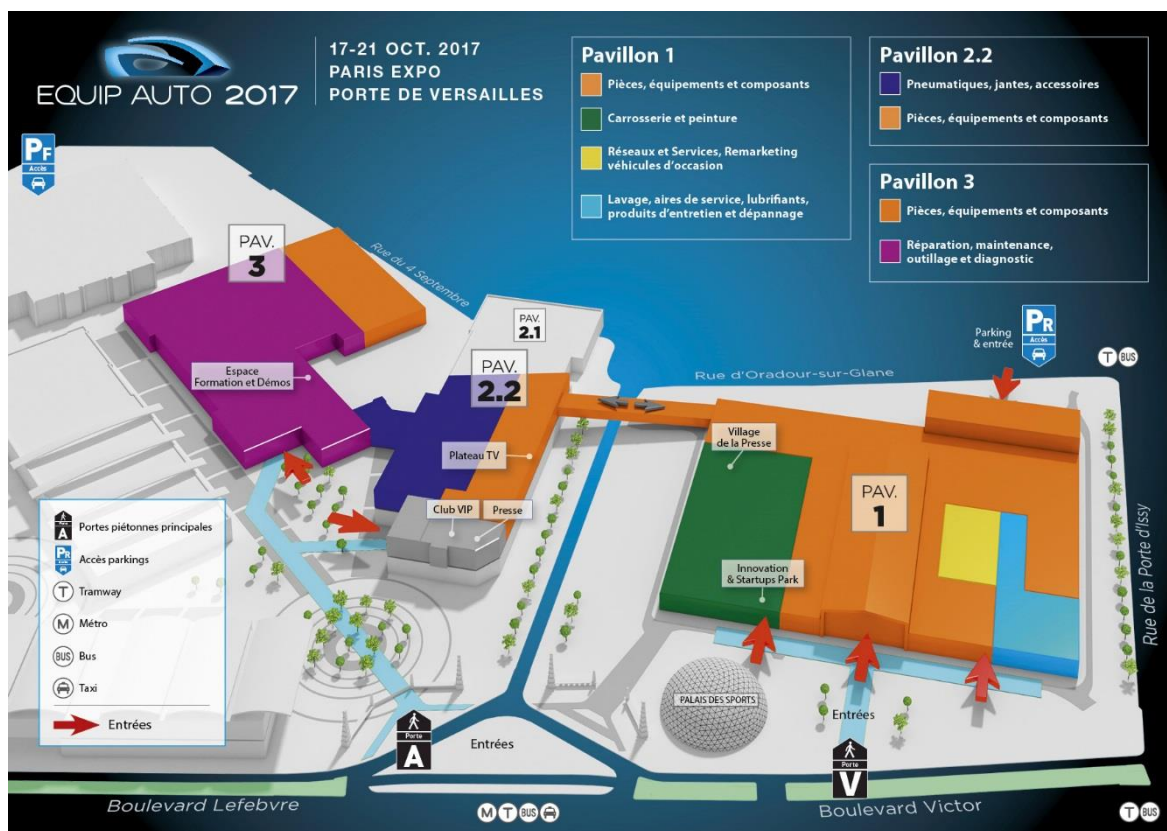 EQUIP AUTO 2017
17-21 OCT. 2017
PARIS EXPO
PORTE DE VERSAILLES
Pavillon 1
Pièces, équipements et composants
Carrosserie et peinture
Réseaux et Services, Remarketing
véhicules d'occasion
Lavage, aires de service, lubrifiants,
produits d'entretien et dépannage
Pavillon 2.2
Pneumatiques, jantes, accessoires
Pièces, équipements et composants
Pavillon 3
Pièces, équipements et composants
Réparation, maintenance,
outillage et diagnostic
PF
Accès
PAV.
3
Rue du 4 Septembre
PAV.
2.1
PAV.
2.2
Espace
Formation et Démos
Plateau TV
Club VIP
Presse
Parking
& entrée
PR
Accès
T BUS
Rue d'Oradour-sur-Glane
Village
de la Presse
PAV.
1
Innovation
& Startups Park
Rue de la Porte d'Issy
Porte
A
Portes piétonnes principales
PR
Accès
Accès parkings
T Tramway
M Métro
BUS Bus
Taxi
Entrées
PALAIS DES SPORTS
Entrées
Porte
A
Entrées
Porte
V
Boulevard Lefebvre
M T BUS
Boulevard Victor
T BUS